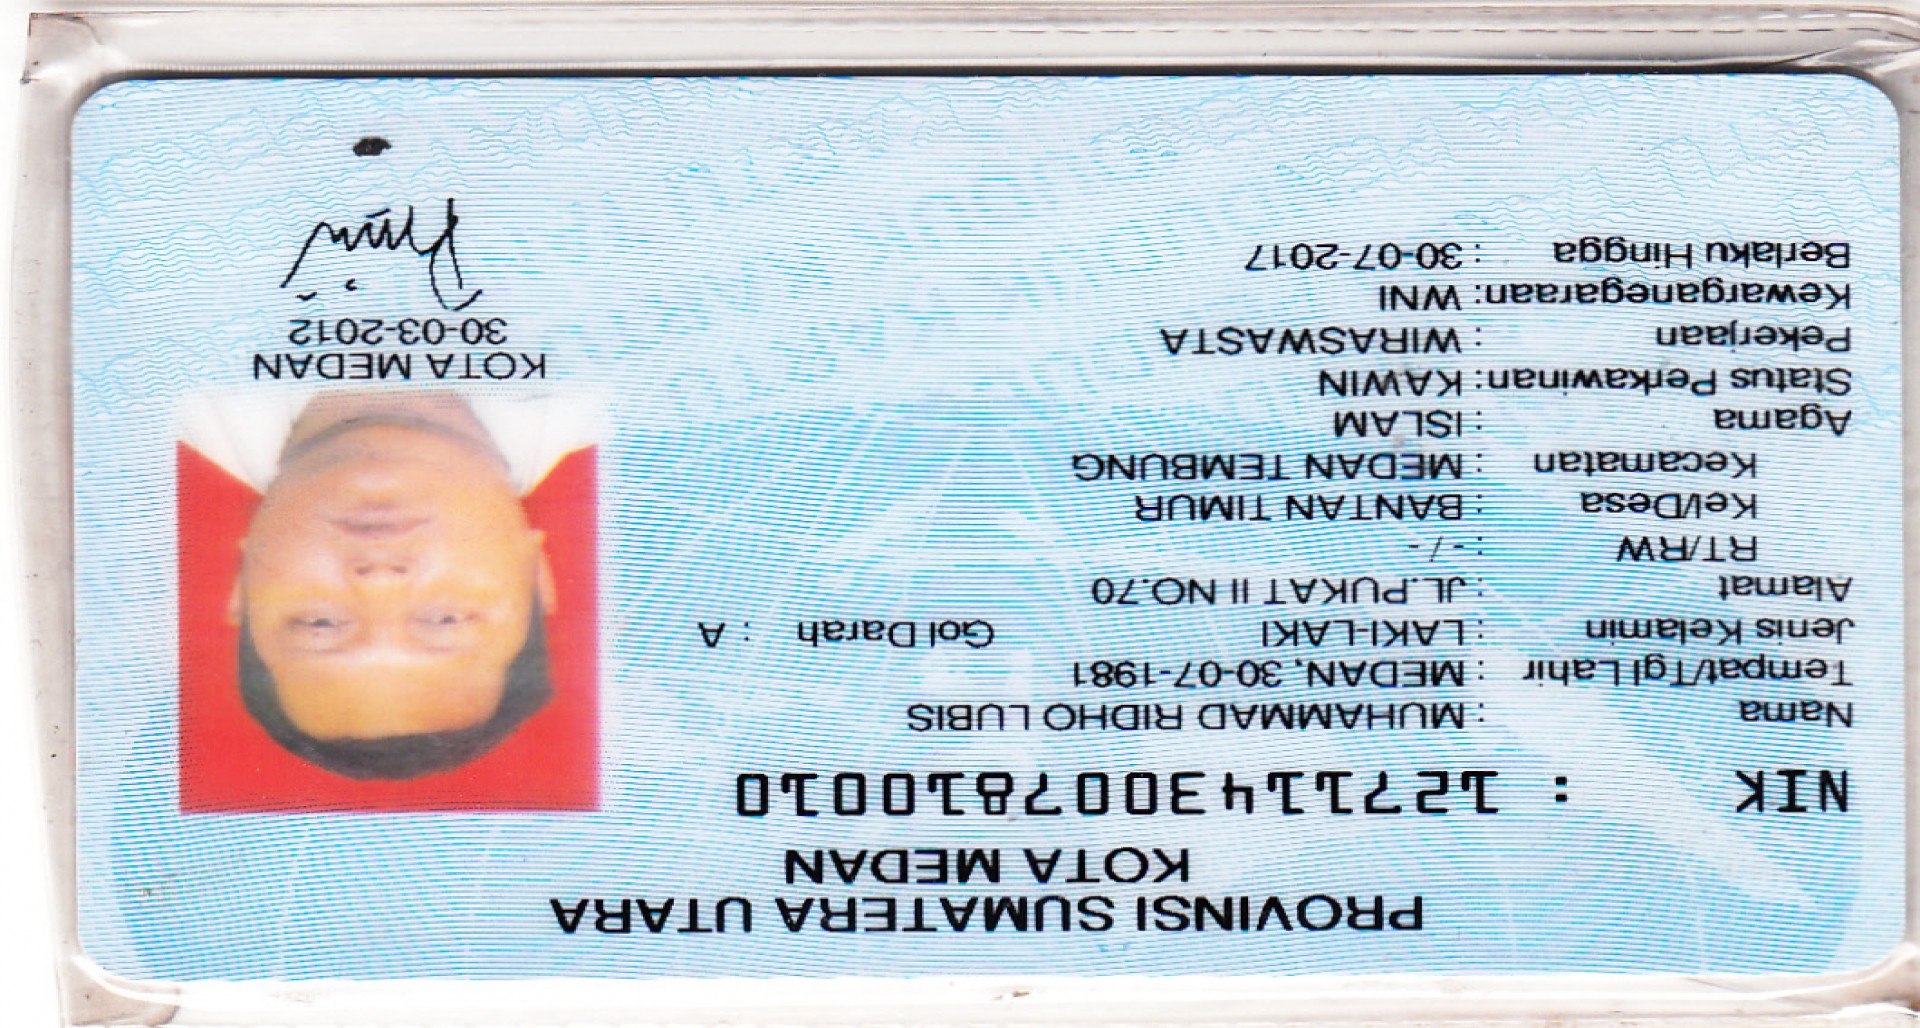 PROVINSI SUMATERA UTARA
KOTA MEDAN
NIK : 1271143007810010
Nama : MUHAMMAD RIDHO LUBIS
Tempat/Tgl Lahir : MEDAN, 30-07-1981
Jenis Kelamin : LAKI-LAKI Gol Darah : A
Alamat : JL.PUKAT II NO.70
RT/RW : - / -
Kel/Desa : BANTAN TIMUR
Kecamatan : MEDAN TEMBUNG
Agama : ISLAM
Status Perkawinan: KAWIN
Pekerjaan : WIRASWASTA
Kewarganegaraan: WNI
Berlaku Hingga : 30-07-2017
KOTA MEDAN
30-03-2012